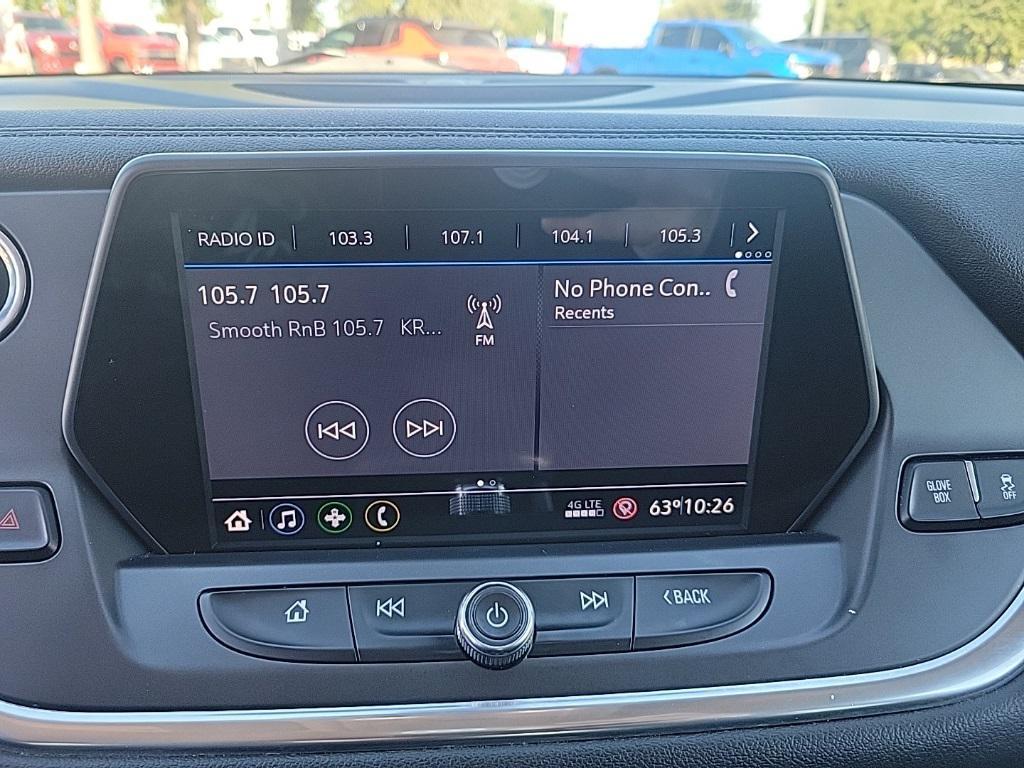 RADIO ID 103.3 107.1 104.1 105.3
105.7 105.7
Smooth RnB 105.7 KR...
FM
No Phone Con..
Recents
4G LTE 63° 10:26
GLOVE
BOX
OFF
BACK